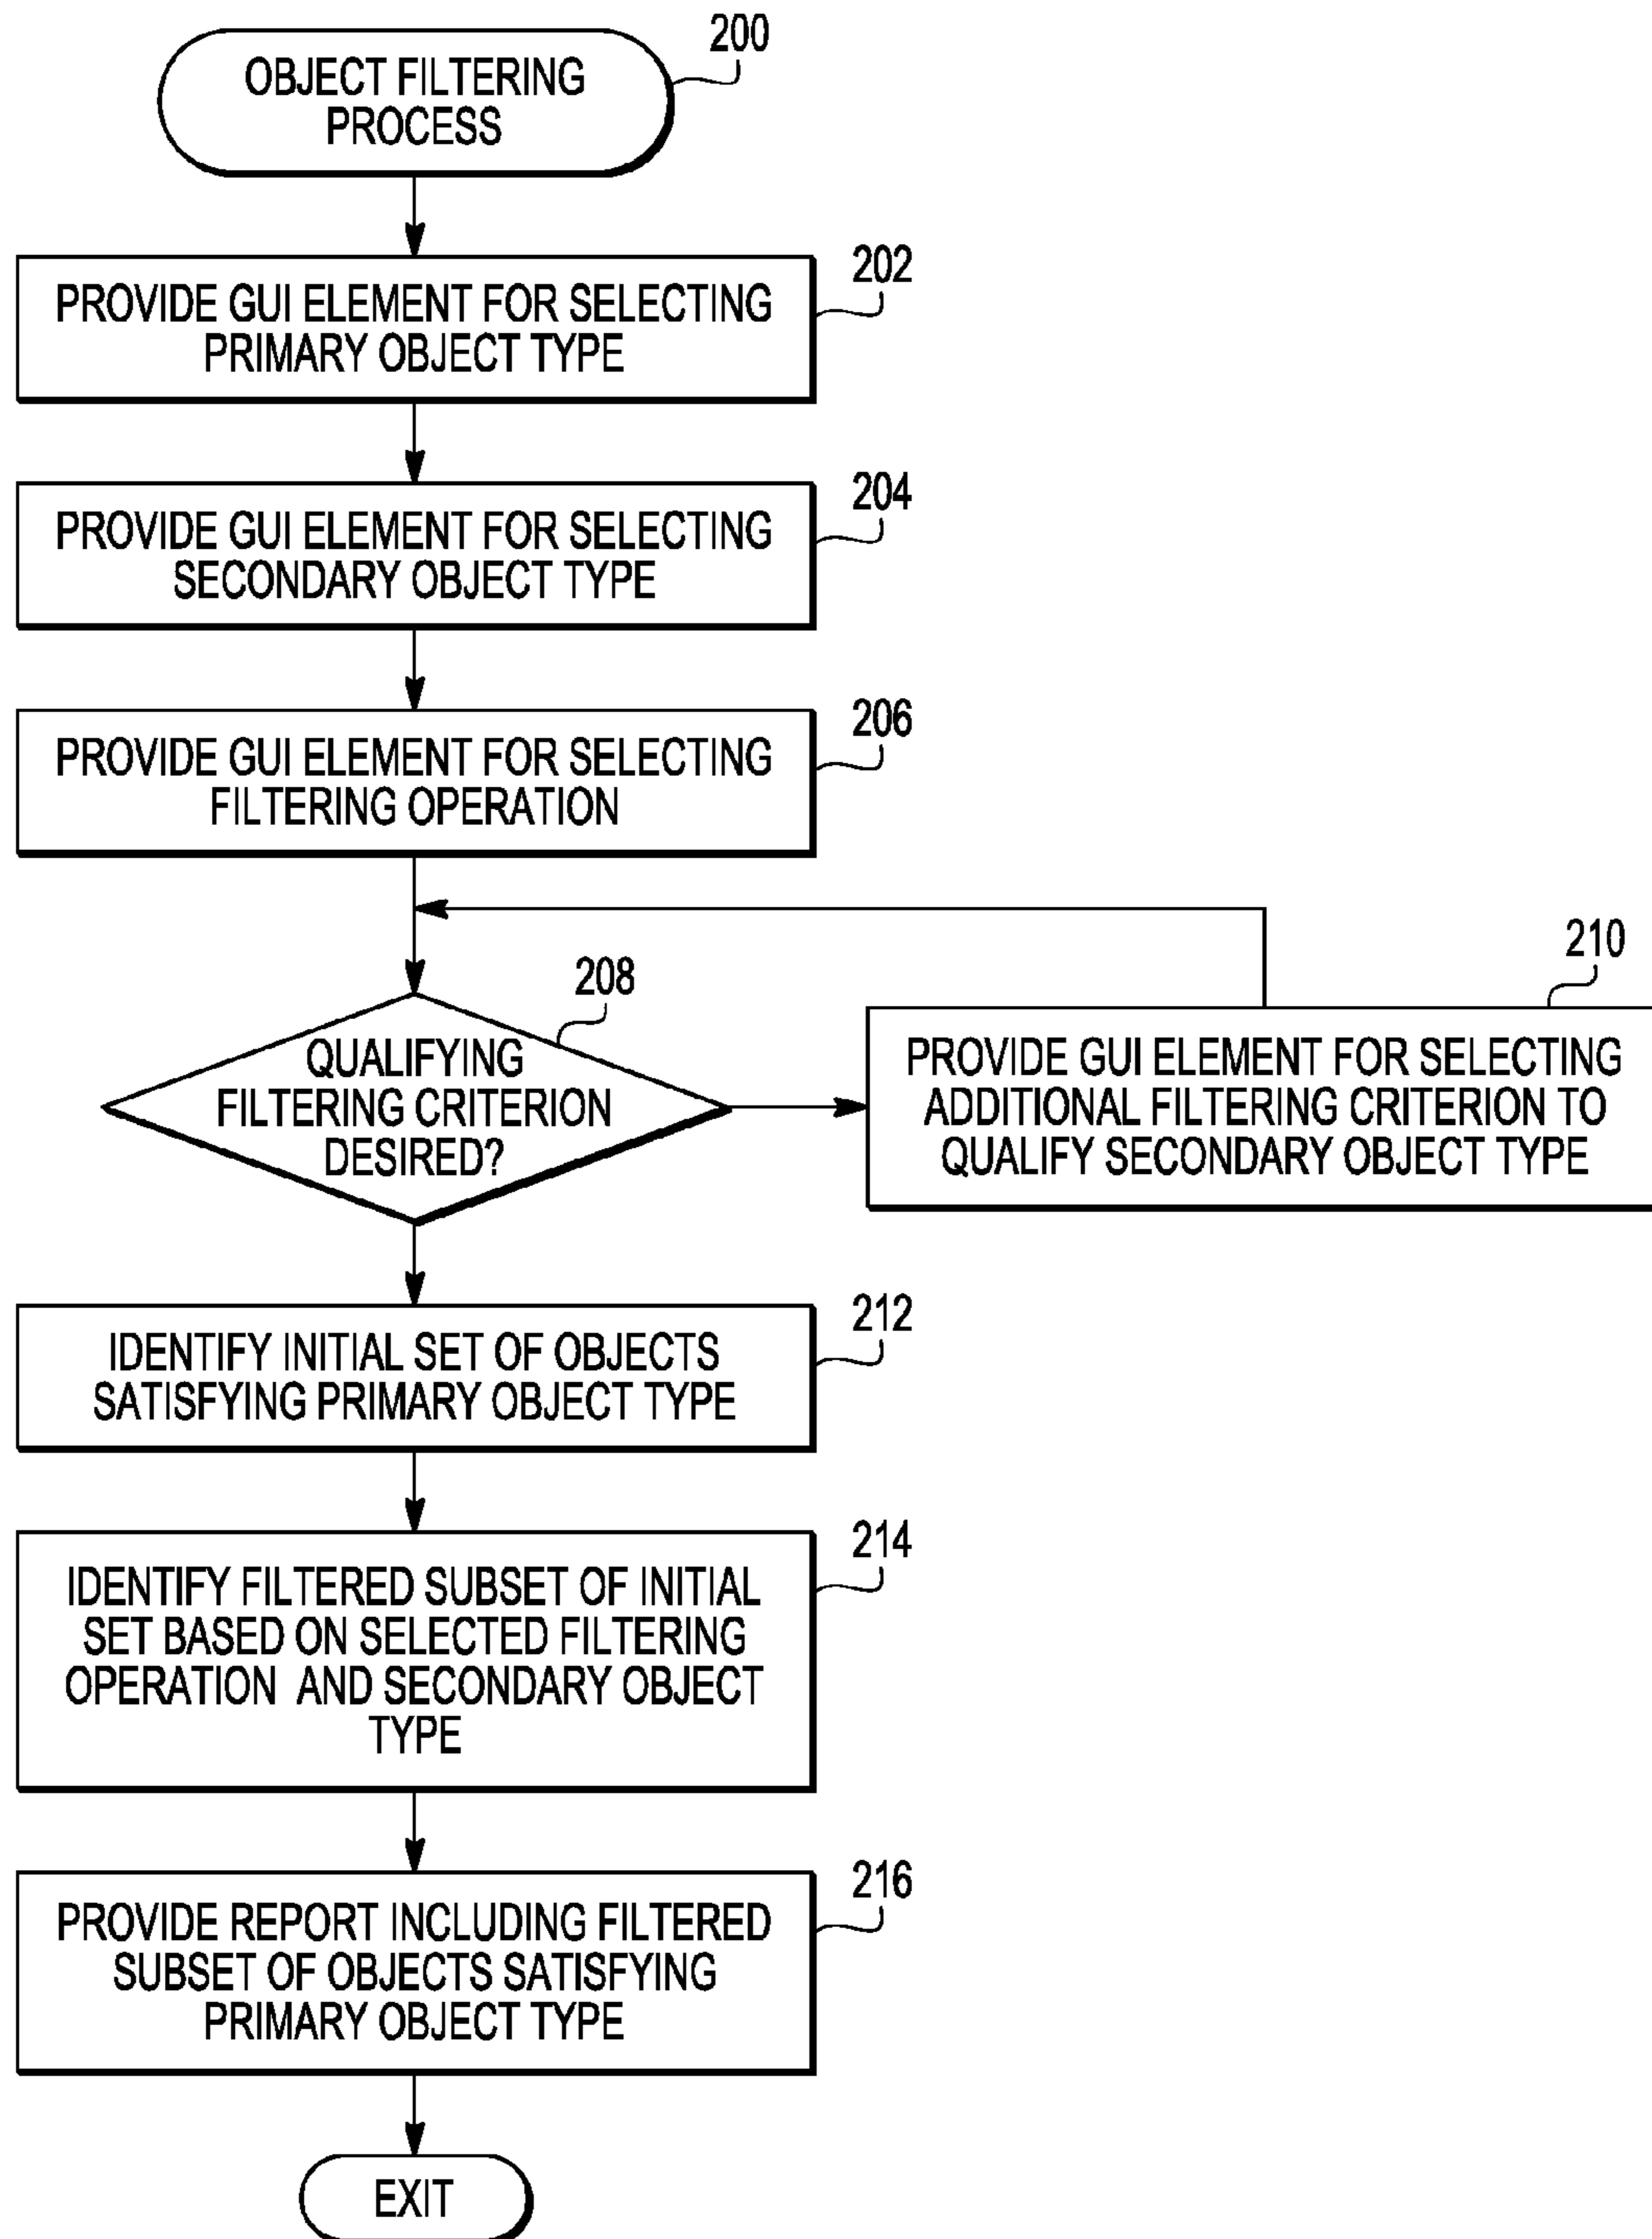 200
OBJECT FILTERING
PROCESS
202
PROVIDE GUI ELEMENT FOR SELECTING
PRIMARY OBJECT TYPE
204
PROVIDE GUI ELEMENT FOR SELECTING
SECONDARY OBJECT TYPE
206
PROVIDE GUI ELEMENT FOR SELECTING
FILTERING OPERATION
208
QUALIFYING
FILTERING CRITERION
DESIRED?
210
PROVIDE GUI ELEMENT FOR SELECTING
ADDITIONAL FILTERING CRITERION TO
QUALIFY SECONDARY OBJECT TYPE
212
IDENTIFY INITIAL SET OF OBJECTS
SATISFYING PRIMARY OBJECT TYPE
214
IDENTIFY FILTERED SUBSET OF INITIAL
SET BASED ON SELECTED FILTERING
OPERATION AND SECONDARY OBJECT
TYPE
216
PROVIDE REPORT INCLUDING FILTERED
SUBSET OF OBJECTS SATISFYING
PRIMARY OBJECT TYPE
EXIT